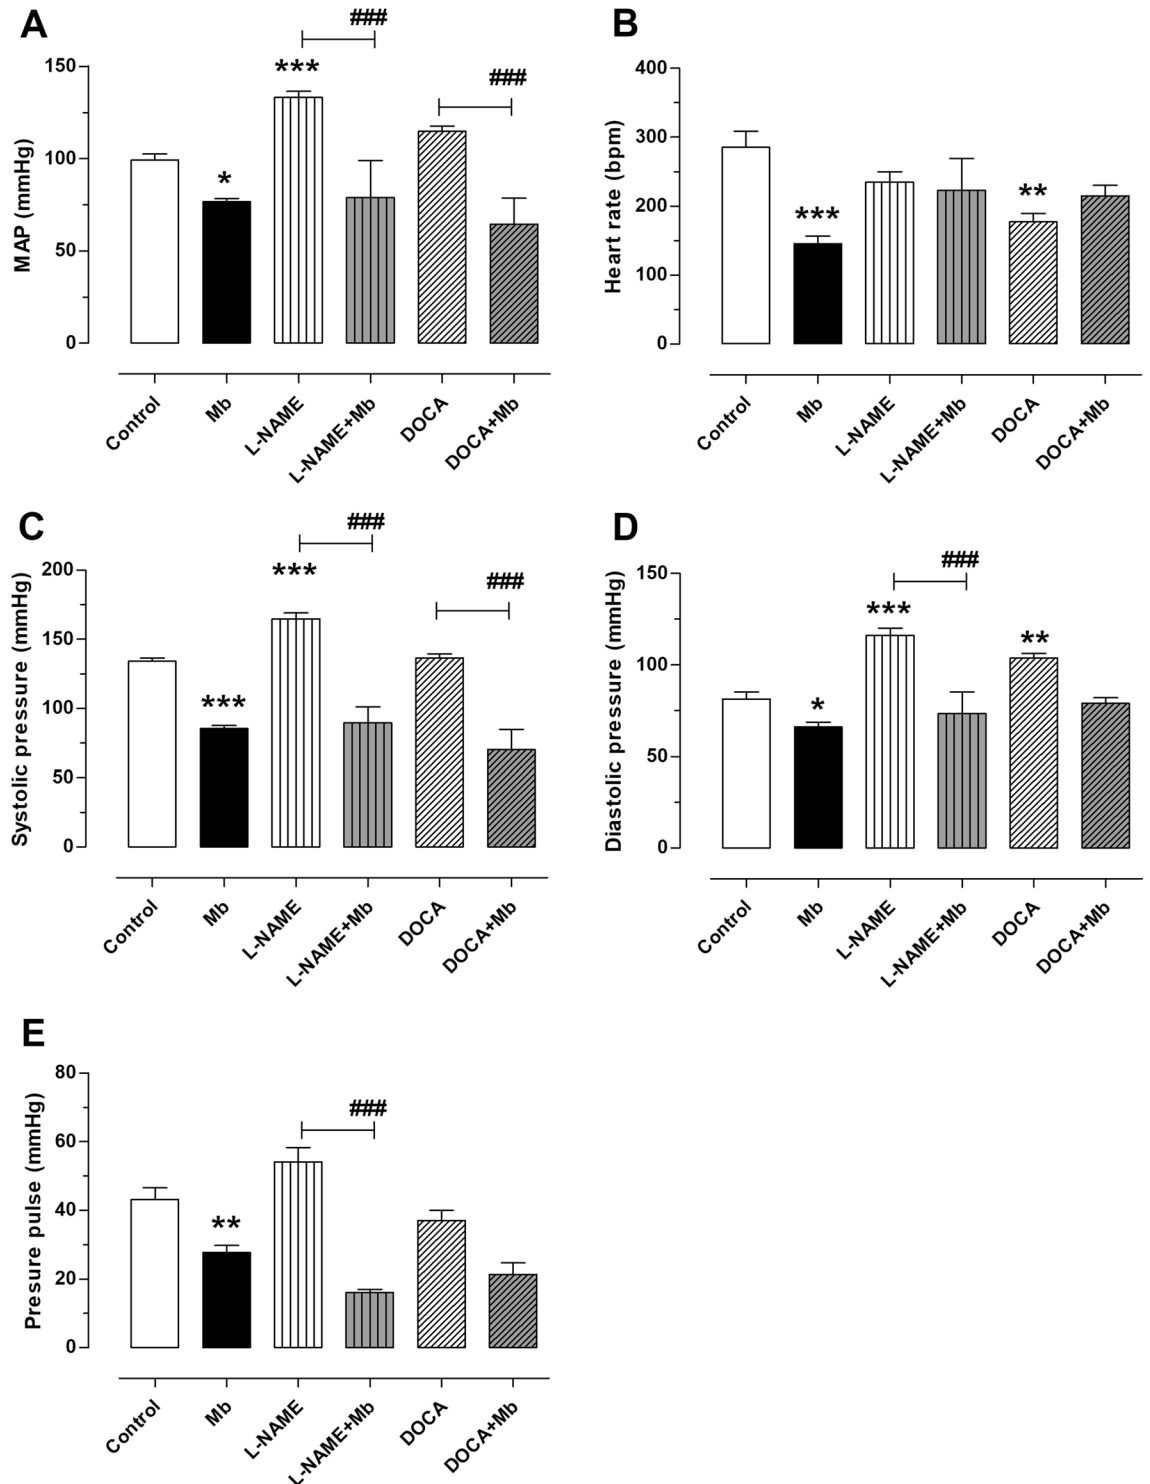 A
MAP (mmHg)
150
100
50
0
*
***
###
###
Control
Mb
L-NAME
L-NAME+Mb
DOCA
DOCA+Mb
B
Heart rate (bpm)
400
300
200
100
0
***
**
Control
Mb
L-NAME
L-NAME+Mb
DOCA
DOCA+Mb
C
Systolic pressure (mmHg)
200
150
100
50
0
***
***
###
###
Control
Mb
L-NAME
L-NAME+Mb
DOCA
DOCA+Mb
D
Diastolic pressure (mmHg)
150
100
50
0
*
***
###
**
Control
Mb
L-NAME
L-NAME+Mb
DOCA
DOCA+Mb
E
Presure pulse (mmHg)
80
60
40
20
0
**
###
Control
Mb
L-NAME
L-NAME+Mb
DOCA
DOCA+Mb